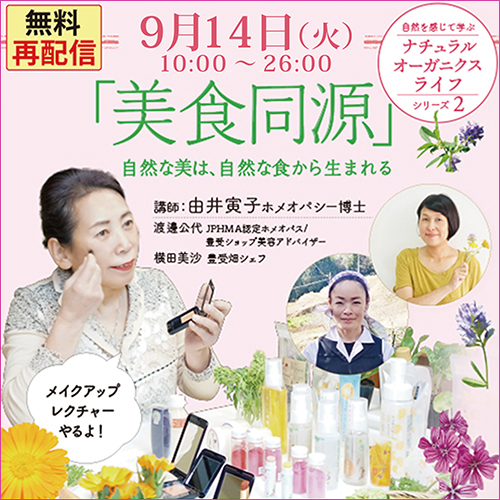 無料
再配信
9月14日(火)
10:00 ～ 26:00
自然を感じて学ぶ
ナチュラル
オーガニクス
ライフ
シリーズ2
「美食同源」
自然な美は、自然な食から生まれる
講師：由井寅子ホメオパシー博士
渡邊公代 JPHMA認定ホメオパス/
豊受ショップ美容アドバイザー
横田美沙 豊受畑シェフ
メイクアップ
レクチャー
やるよ！